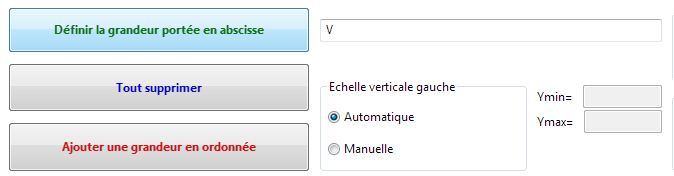 Définir la grandeur portée en abscisse
V
Tout supprimer
Echelle verticale gauche
Ymin=
Automatique
Ymax=
Ajouter une grandeur en ordonnée
Manuelle